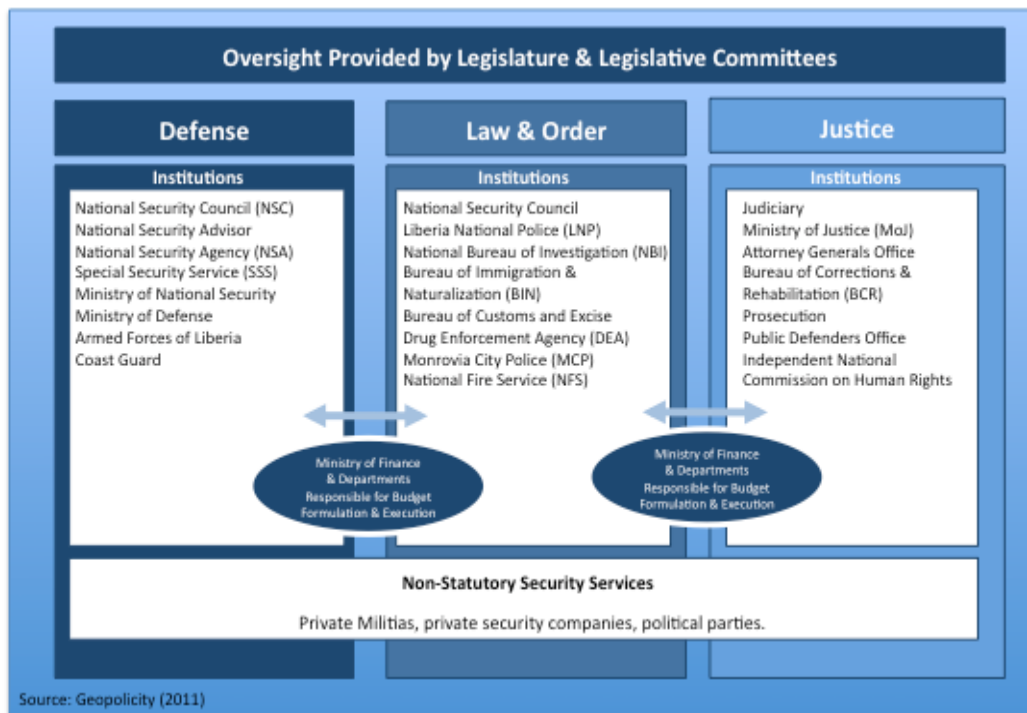 Oversight Provided by Legislature & Legislative Committees
Defense
Institutions
National Security Council (NSC)
National Security Advisor
National Security Agency (NSA)
Special Security Service (SSS)
Ministry of National Security
Ministry of Defense
Armed Forces of Liberia
Coast Guard
Law & Order
Institutions
National Security Council
Liberia National Police (LNP)
National Bureau of Investigation (NBI)
Bureau of Immigration &
Naturalization (BIN)
Bureau of Customs and Excise
Drug Enforcement Agency (DEA)
Monrovia City Police (MCP)
National Fire Service (NFS)
Justice
Institutions
Judiciary
Ministry of Justice (MoJ)
Attorney Generals Office
Bureau of Corrections &
Rehabilitation (BCR)
Prosecution
Public Defenders Office
Independent National
Commission on Human Rights
Ministry of Finance
& Departments
Responsible for Budget
Formulation & Execution
Ministry of Finance
& Departments
Responsible for Budget
Formulation & Execution
Non-Statutory Security Services
Private Militias, private security companies, political parties.
Source: Geopolicity (2011)